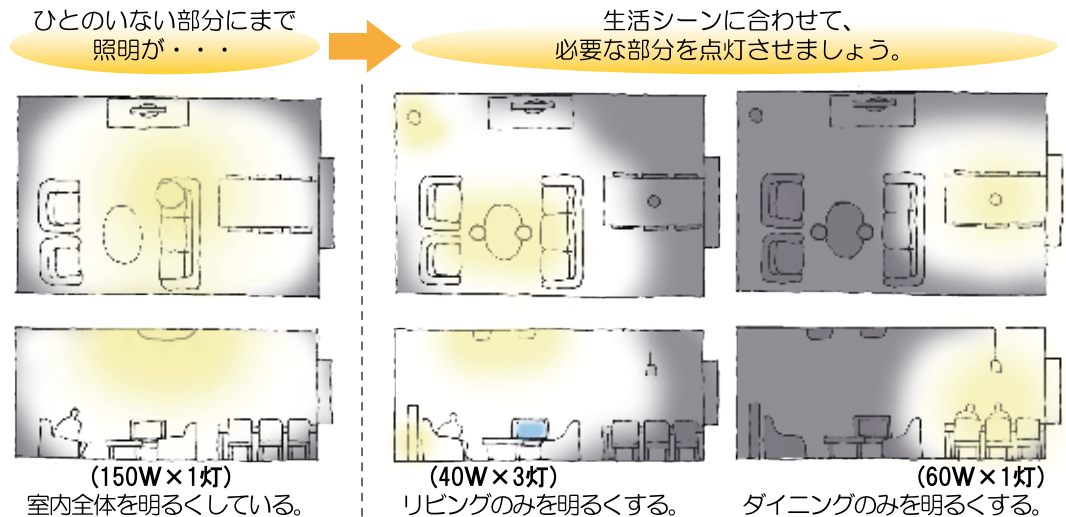 ひとのいない部分にまで
照明が・・・
生活シーンに合わせて、
必要な部分を点灯させましょう。
(150W×1灯)
室内全体を明るくしている。
(40W×3灯)
リビングのみを明るくする。
(60W×1灯)
ダイニングのみを明るくする。